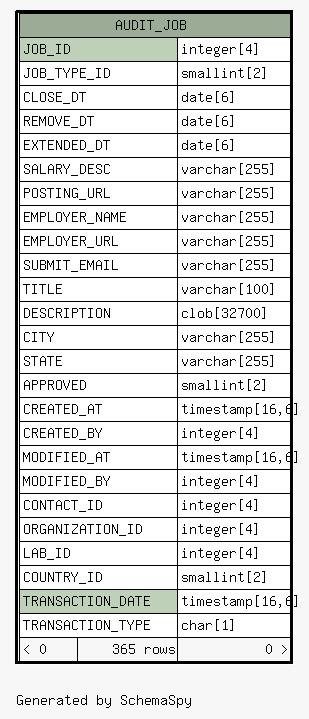 AUDIT_JOB
JOB_ID integer[4]
JOB_TYPE_ID smallint[2]
CLOSE_DT date[6]
REMOVE_DT date[6]
EXTENDED_DT date[6]
SALARY_DESC varchar[255]
POSTING_URL varchar[255]
EMPLOYER_NAME varchar[255]
EMPLOYER_URL varchar[255]
SUBMIT_EMAIL varchar[255]
TITLE varchar[100]
DESCRIPTION clob[32700]
CITY varchar[255]
STATE varchar[255]
APPROVED smallint[2]
CREATED_AT timestamp[16,6]
CREATED_BY integer[4]
MODIFIED_AT timestamp[16,6]
MODIFIED_BY integer[4]
CONTACT_ID integer[4]
ORGANIZATION_ID integer[4]
LAB_ID integer[4]
COUNTRY_ID smallint[2]
TRANSACTION_DATE timestamp[16,6]
TRANSACTION_TYPE char[1]
< 0 365 rows 0 >
Generated by SchemaSpy